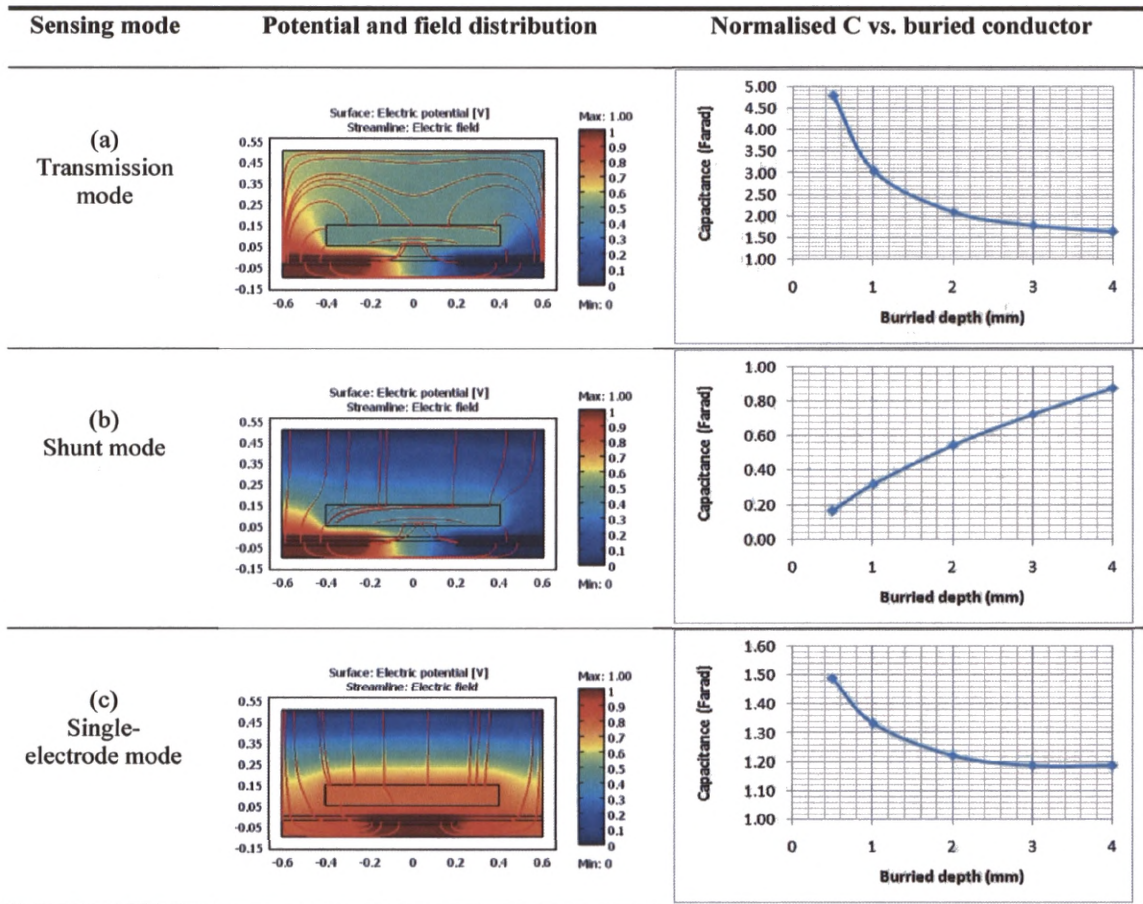 Sensing mode Potential and field distribution Normalised C vs. buried conductor
(a)
Transmission
mode
Surface: Electric potential [V]
Streamline: Electric field
Max: 1.00
0.55
0.45
0.35
0.25
0.15
0.05
-0.05
-0.15
-0.6 -0.4 -0.2 0 0.2 0.4 0.6
1
0.9
0.8
0.7
0.6
0.5
0.4
0.3
0.2
0.1
0
Min: 0
Capacitance (Farad)
5.00
4.50
4.00
3.50
3.00
2.50
2.00
1.50
1.00
0 1 2 3 4
Burried depth (mm)
(b)
Shunt mode
Surface: Electric potential [V]
Streamline: Electric field
Max: 1.00
0.55
0.45
0.35
0.25
0.15
0.05
-0.05
-0.15
-0.6 -0.4 -0.2 0 0.2 0.4 0.6
1
0.9
0.8
0.7
0.6
0.5
0.4
0.3
0.2
0.1
0
Min: 0
Capacitance (Farad)
1.00
0.80
0.60
0.40
0.20
0.00
0 1 2 3 4
Burried depth (mm)
(c)
Single-
electrode mode
Surface: Electric potential [V]
Streamline: Electric field
Max: 1.00
0.55
0.45
0.35
0.25
0.15
0.05
-0.05
-0.15
-0.6 -0.4 -0.2 0 0.2 0.4 0.6
1
0.9
0.8
0.7
0.6
0.5
0.4
0.3
0.2
0.1
0
Min: 0
Capacitance (Farad)
1.60
1.50
1.40
1.30
1.20
1.10
1.00
0 1 2 3 4
Burried depth (mm)